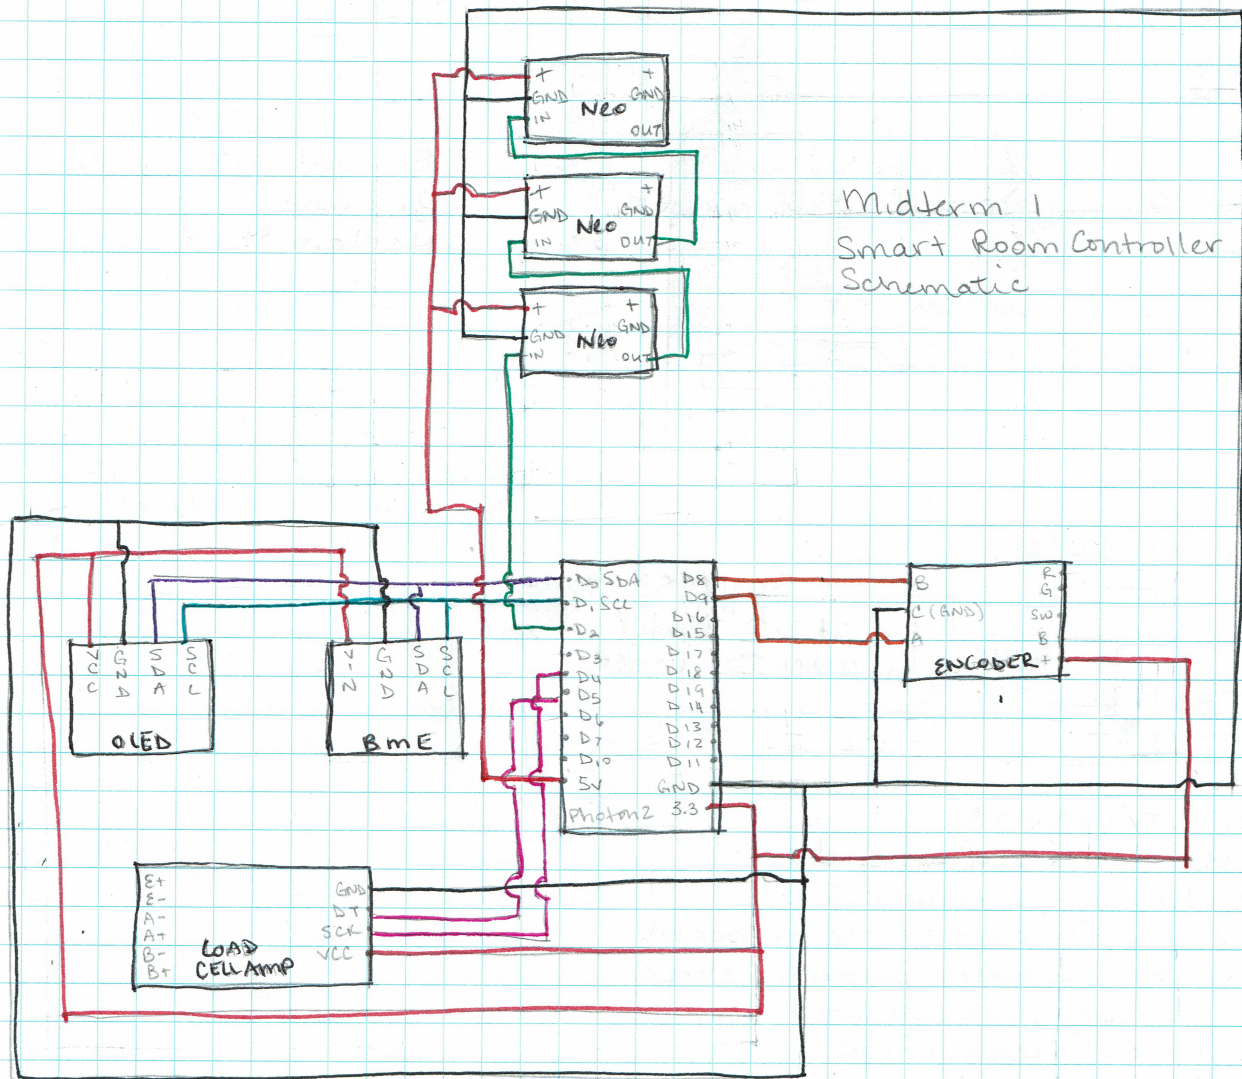 + +
GND GND
Neo
IN
OUT
+ +
GND GND
Neo
IN OUT
+ +
GND GND
Neo
IN OUT
Midterm 1
Smart Room Controller
Schematic
VCC GND SDA SCL
OLED
VIN GND SDA SCL
BME
D0 SDA D8
D1 SCL D9
D16
D2 D15
D3 D17
D4 D18
D5 D19
D6 D14
D7 D13
D12
D10 D11
5V GND
Photon2 3.3
B R
G
C (GND) SW
A B
ENCODER +
E+ GND
E-
A- DT
A+ SCK
B- VCC
B+
LOAD
CELL AMP